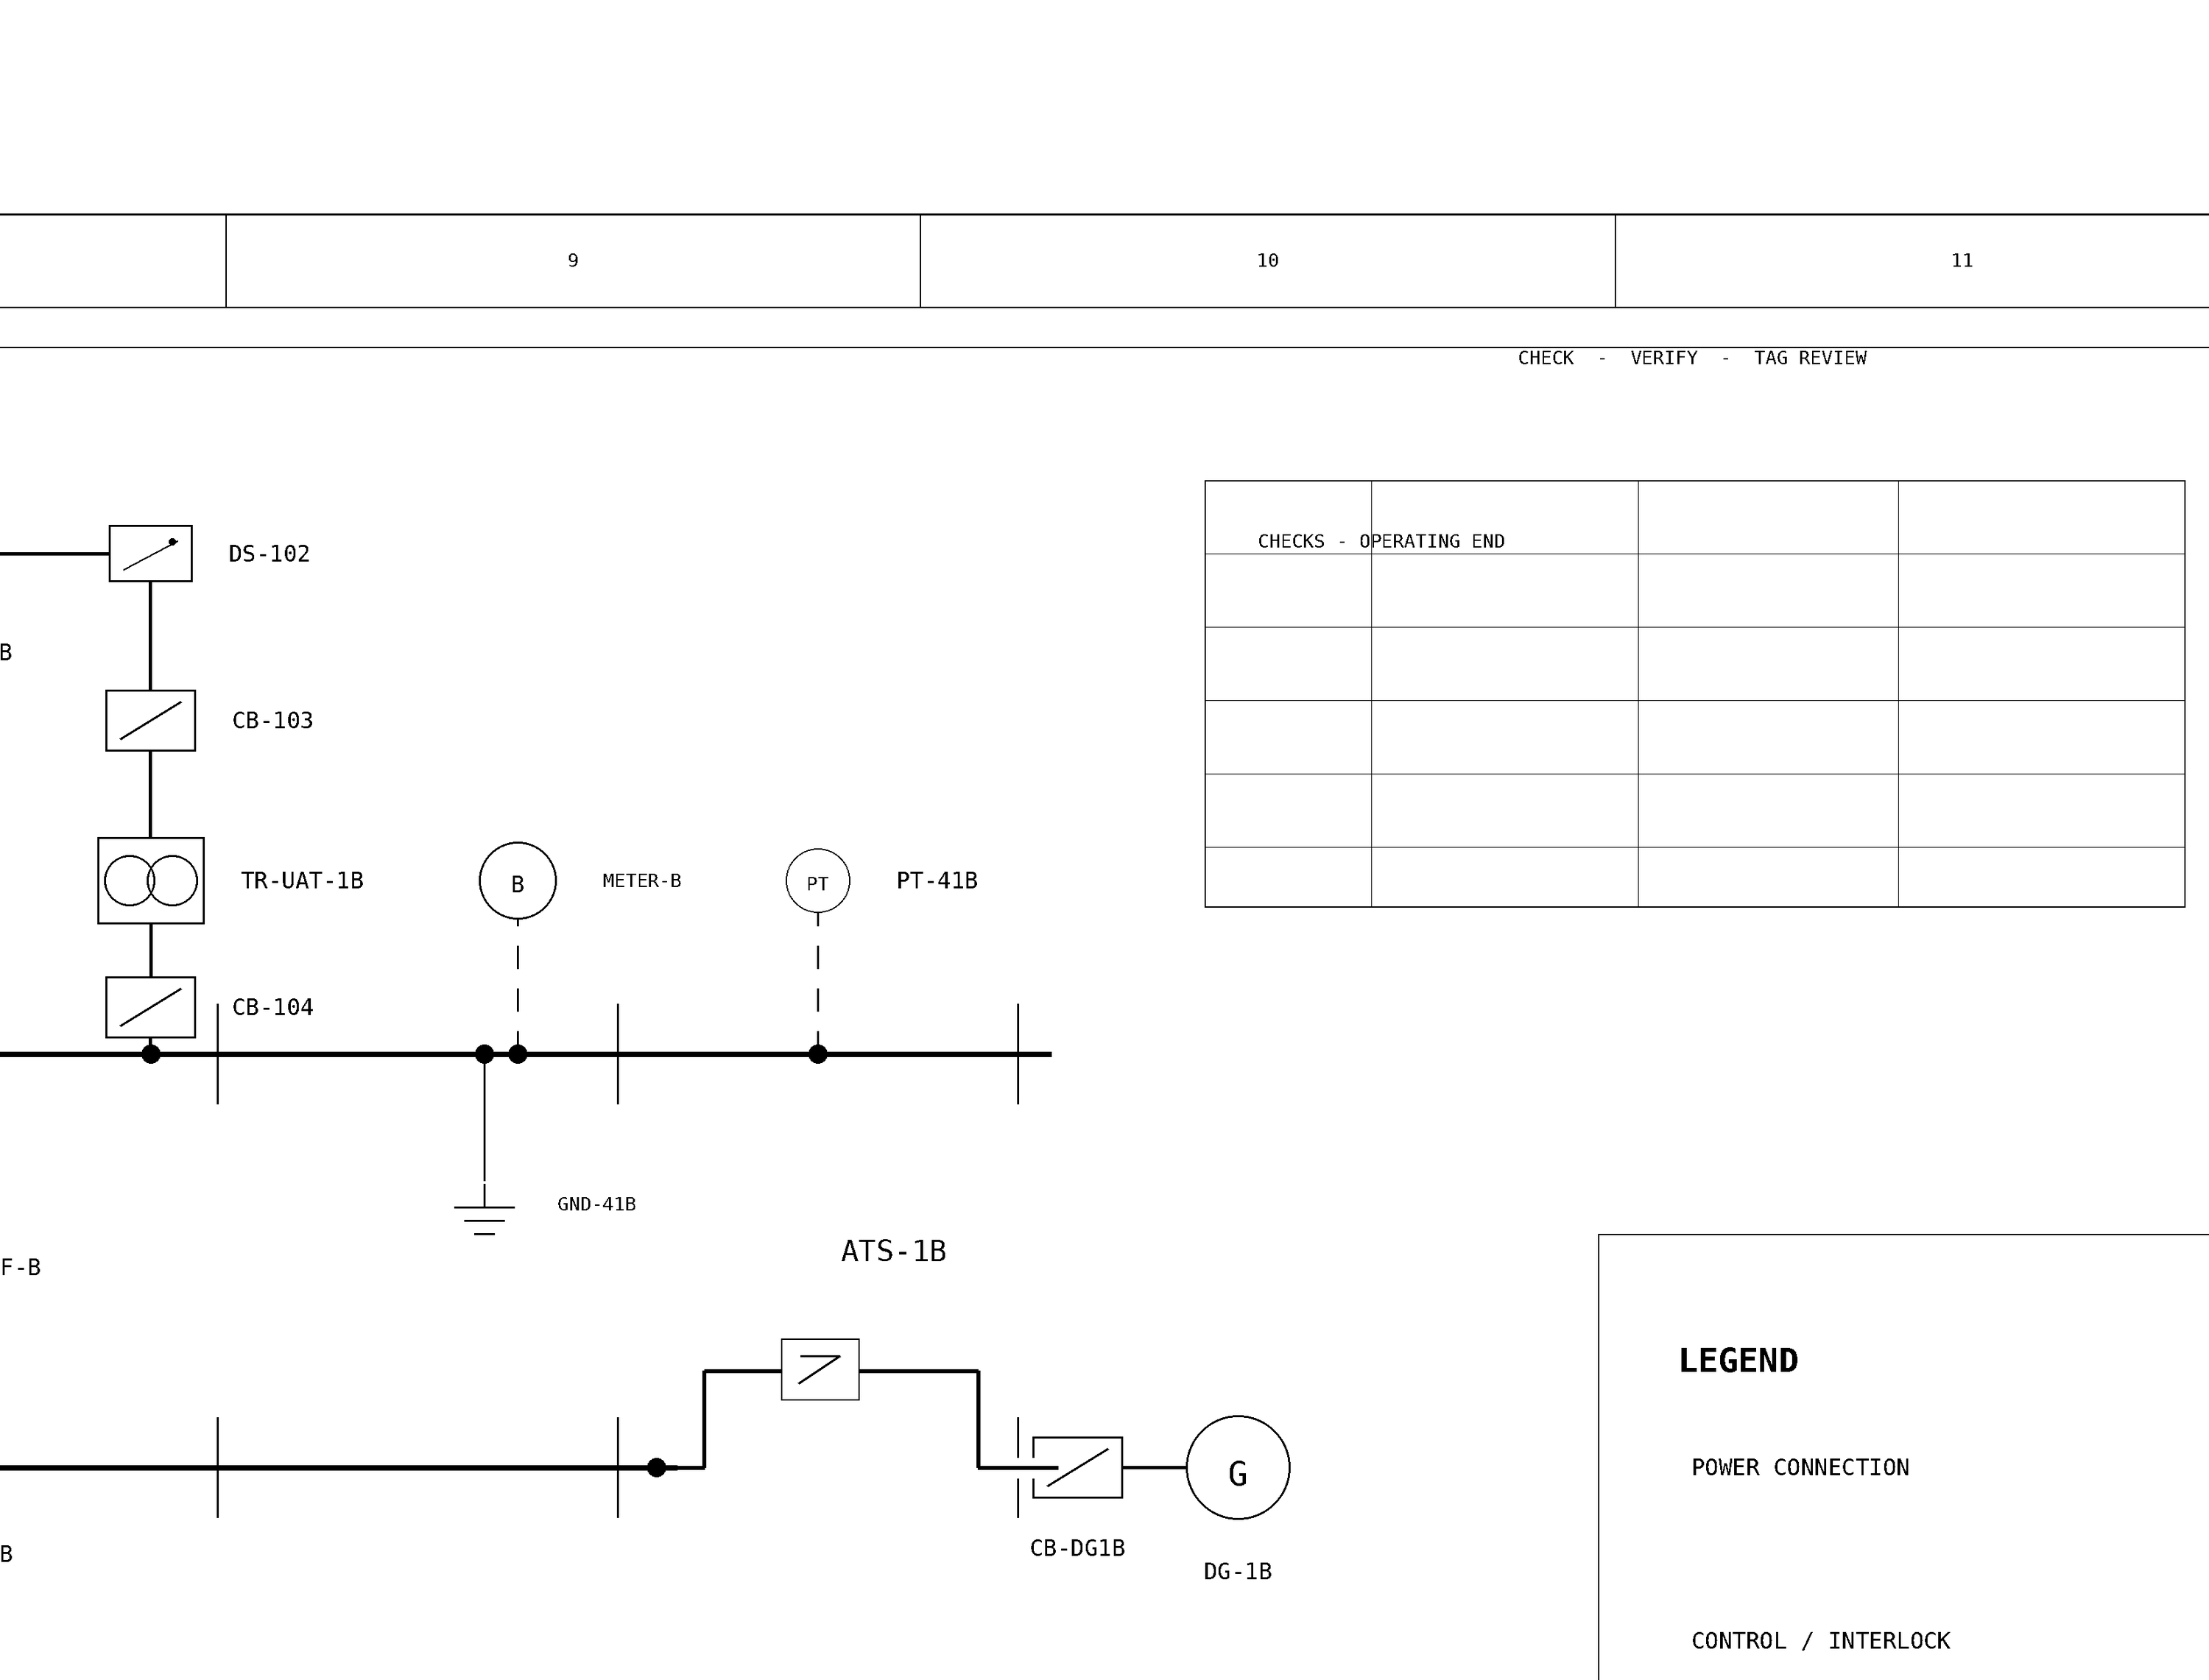 9
10
11
CHECK - VERIFY - TAG REVIEW
CHECKS - OPERATING END
DS-102
B
CB-103
TR-UAT-1B
B
METER-B
PT
PT-41B
CB-104
GND-41B
ATS-1B
F-B
LEGEND
POWER CONNECTION
G
CB-DG1B
B
DG-1B
CONTROL / INTERLOCK